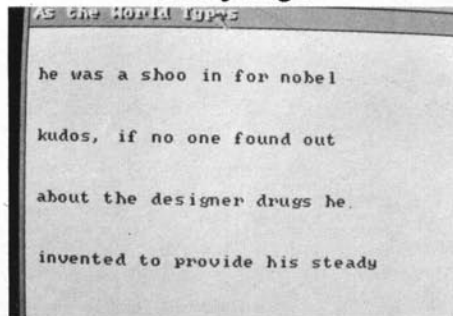 As the World Types
he was a shoo in for nobel
kudos, if no one found out
about the designer drugs he
invented to provide his steady